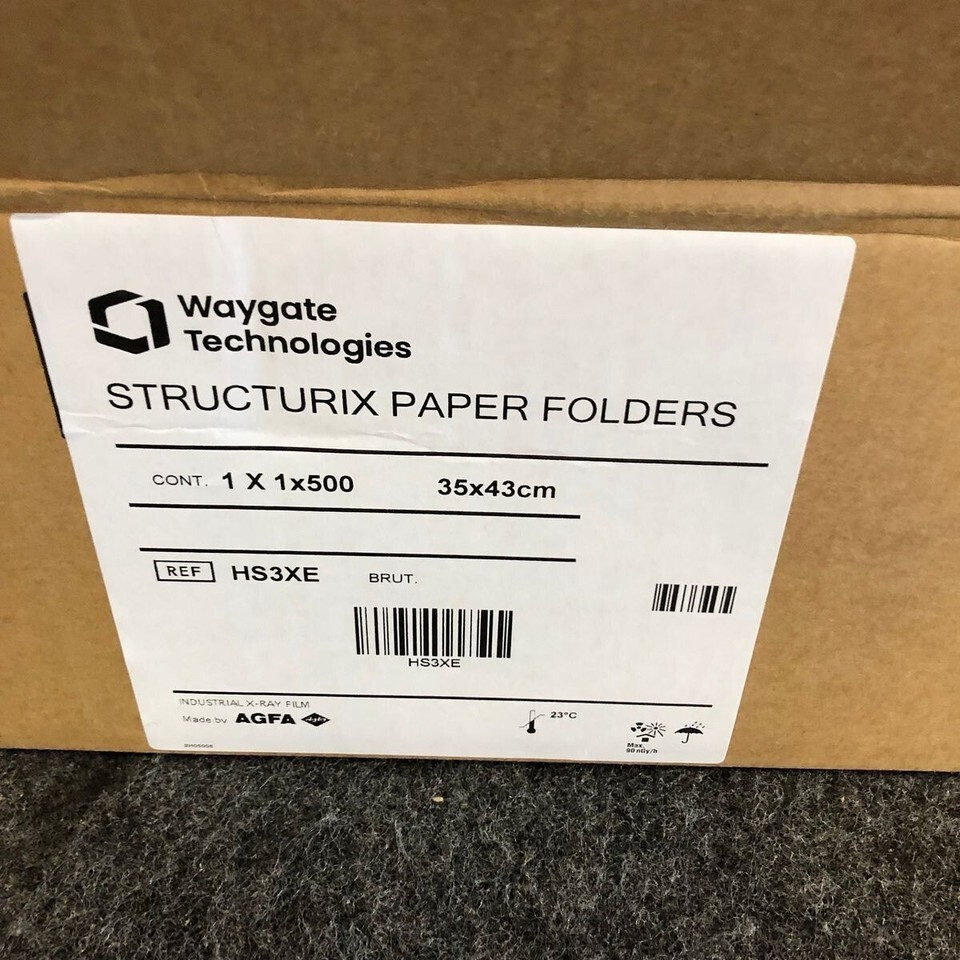 Waygate
Technologies
STRUCTURIX PAPER FOLDERS
CONT. 1 X 1x500 35x43cm
REF HS3XE BRUT.
HS3XE
INDUSTRIAL X-RAY FILM
Made by AGFA
23°C
Max.
90 nGy/h